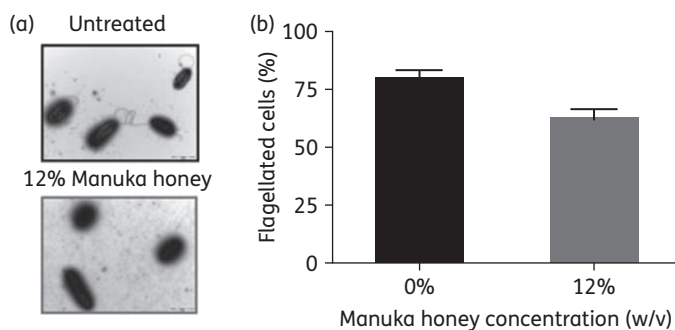 (a)
Untreated
12% Manuka honey
(b)
Flagellated cells (%)
100
75
50
25
0
0%
12%
Manuka honey concentration (w/v)